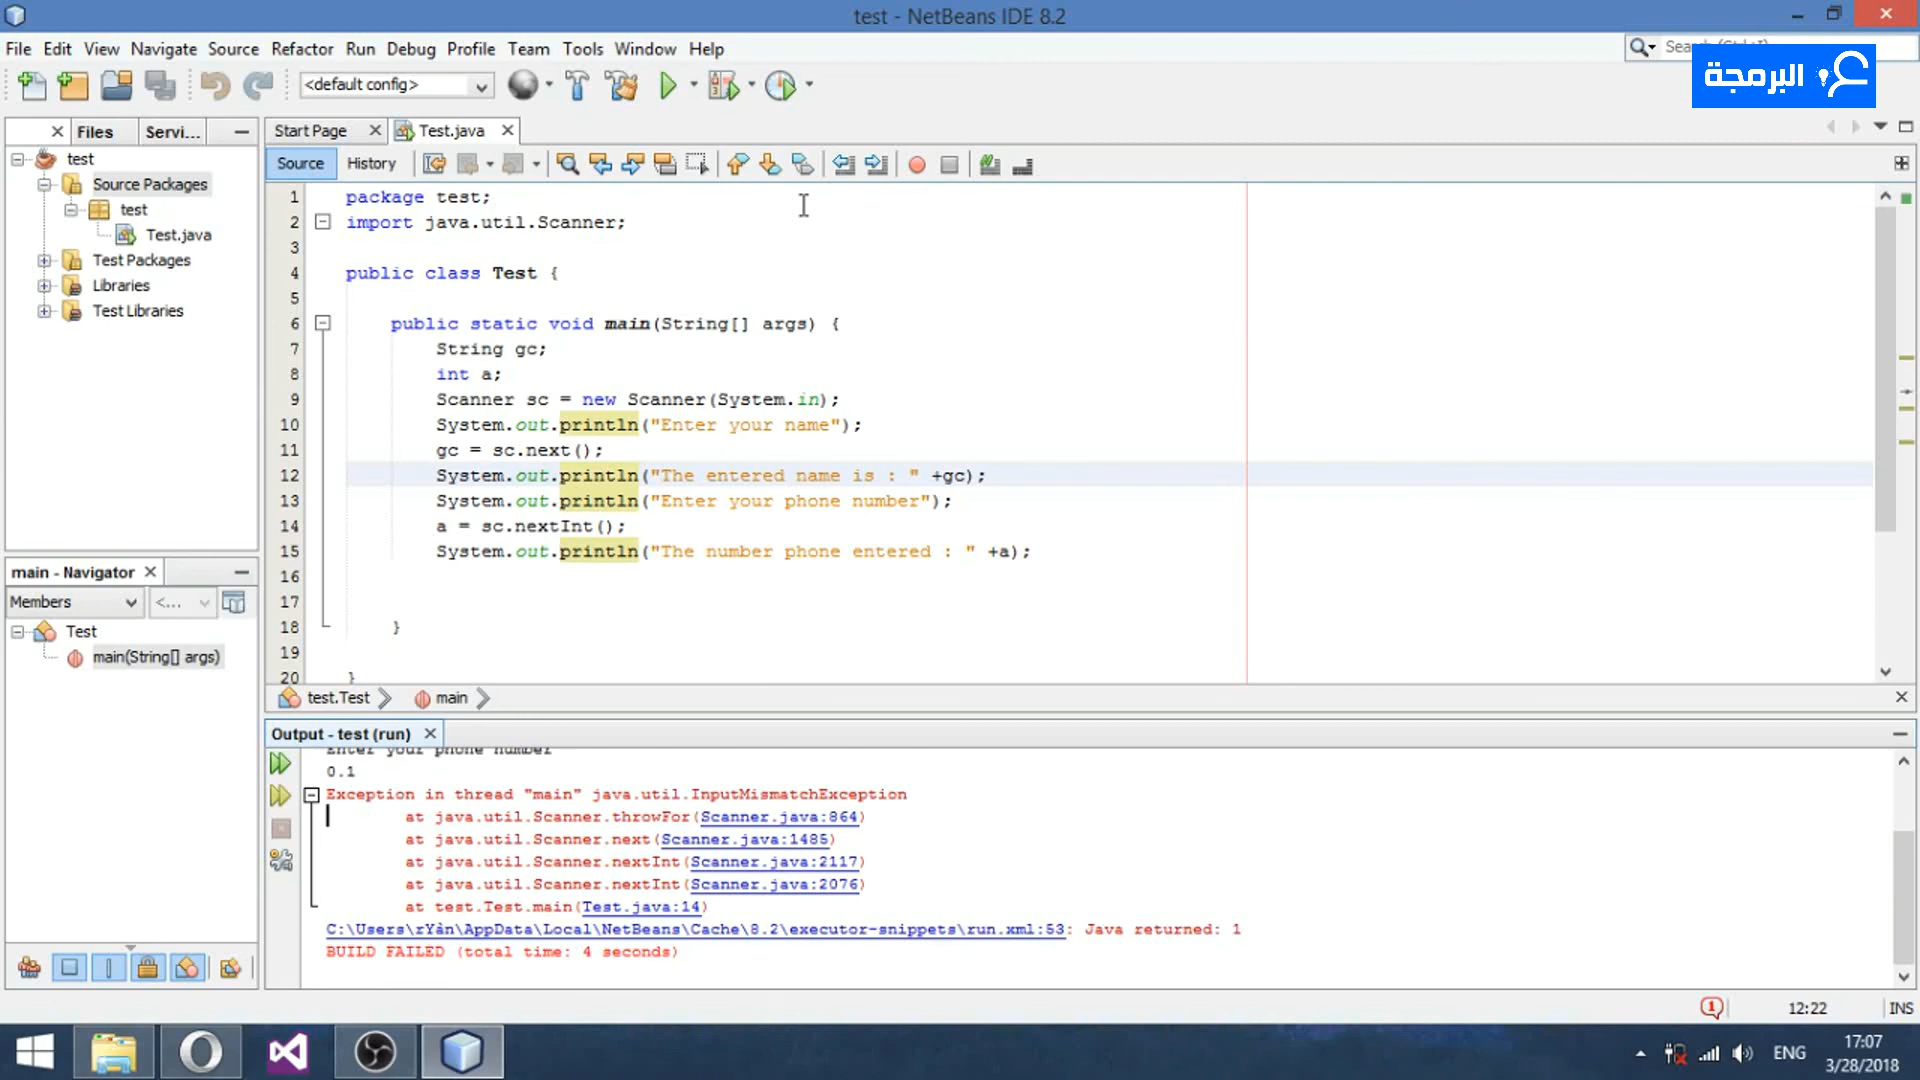 test - NetBeans IDE 8.2
File Edit View Navigate Source Refactor Run Debug Profile Team Tools Window Help
البرمجة
<default config>
Files Servi...
Start Page Test.java
Source History
test
Source Packages
test
Test.java
Test Packages
Libraries
Test Libraries
1 package test;
2 import java.util.Scanner;
3
4 public class Test {
5
6 public static void main(String[] args) {
7 String gc;
8 int a;
9 Scanner sc = new Scanner(System.in);
10 System.out.println("Enter your name");
11 gc = sc.next();
12 System.out.println("The entered name is : " +gc);
13 System.out.println("Enter your phone number");
14 a = sc.nextInt();
15 System.out.println("The number phone entered : " +a);
16
17
18 }
19
20 }
test.Test main
main - Navigator
Members <...
Test
main(String[] args)
Output - test (run)
Enter your phone number
0.1
Exception in thread "main" java.util.InputMismatchException
at java.util.Scanner.throwFor(Scanner.java:864)
at java.util.Scanner.next(Scanner.java:1485)
at java.util.Scanner.nextInt(Scanner.java:2117)
at java.util.Scanner.nextInt(Scanner.java:2076)
at test.Test.main(Test.java:14)
C:\Users\rYàn\AppData\Local\NetBeans\Cache\8.2\executor-snippets\run.xml:53: Java returned: 1
BUILD FAILED (total time: 4 seconds)
1 12:22 INS
ENG
17:07
3/28/2018